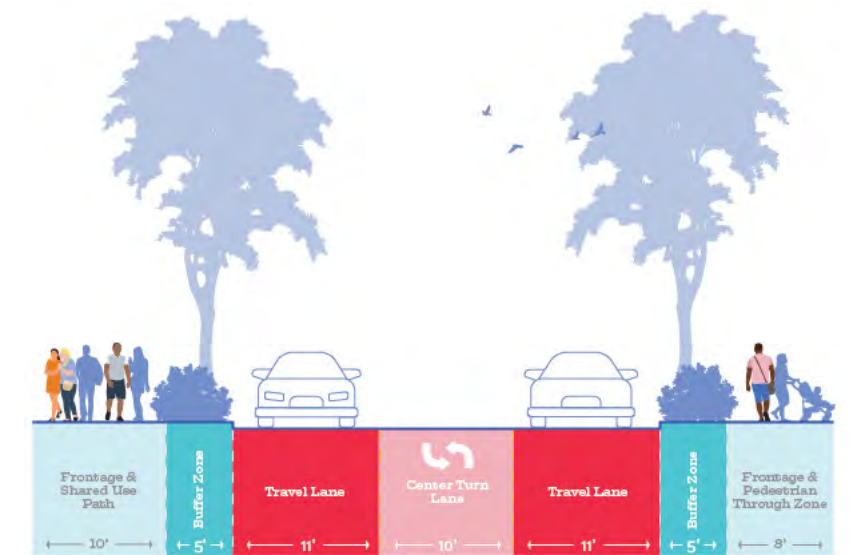 Frontage &
Shared Use
Path
Buffer Zone
Travel Lane
Center Turn
Lane
Travel Lane
Buffer Zone
Frontage &
Pedestrian
Through Zone
10'
5'
11'
10'
11'
5'
8'